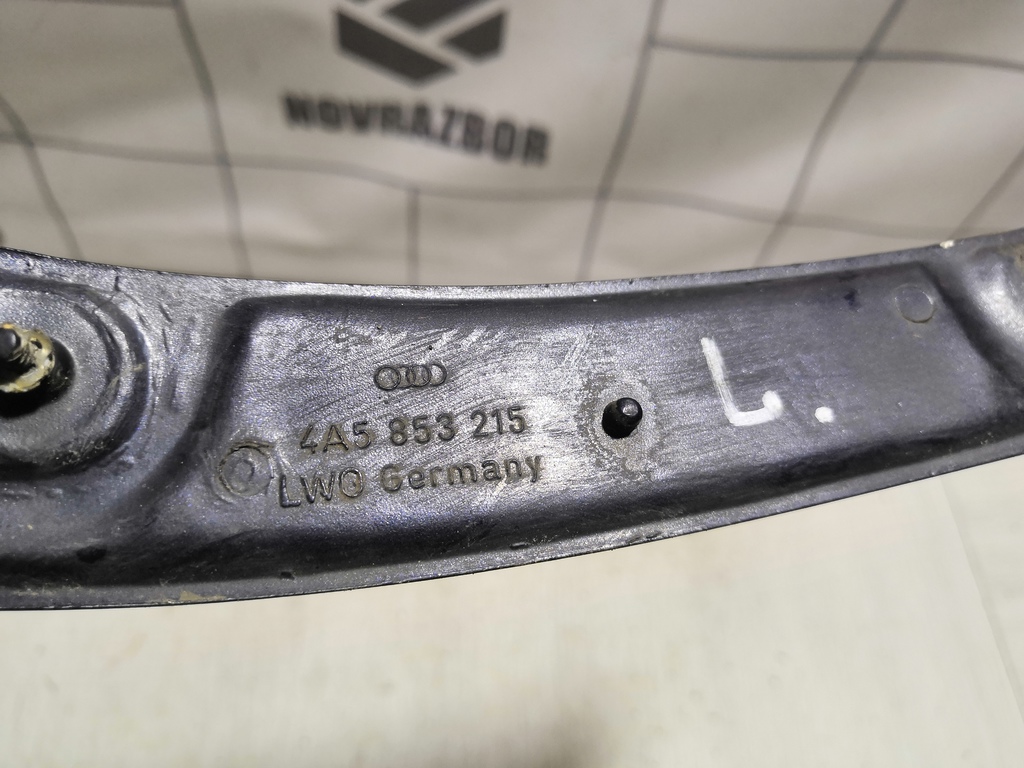 NOVRAZBOR
4A5 853 215
LWO Germany
L.